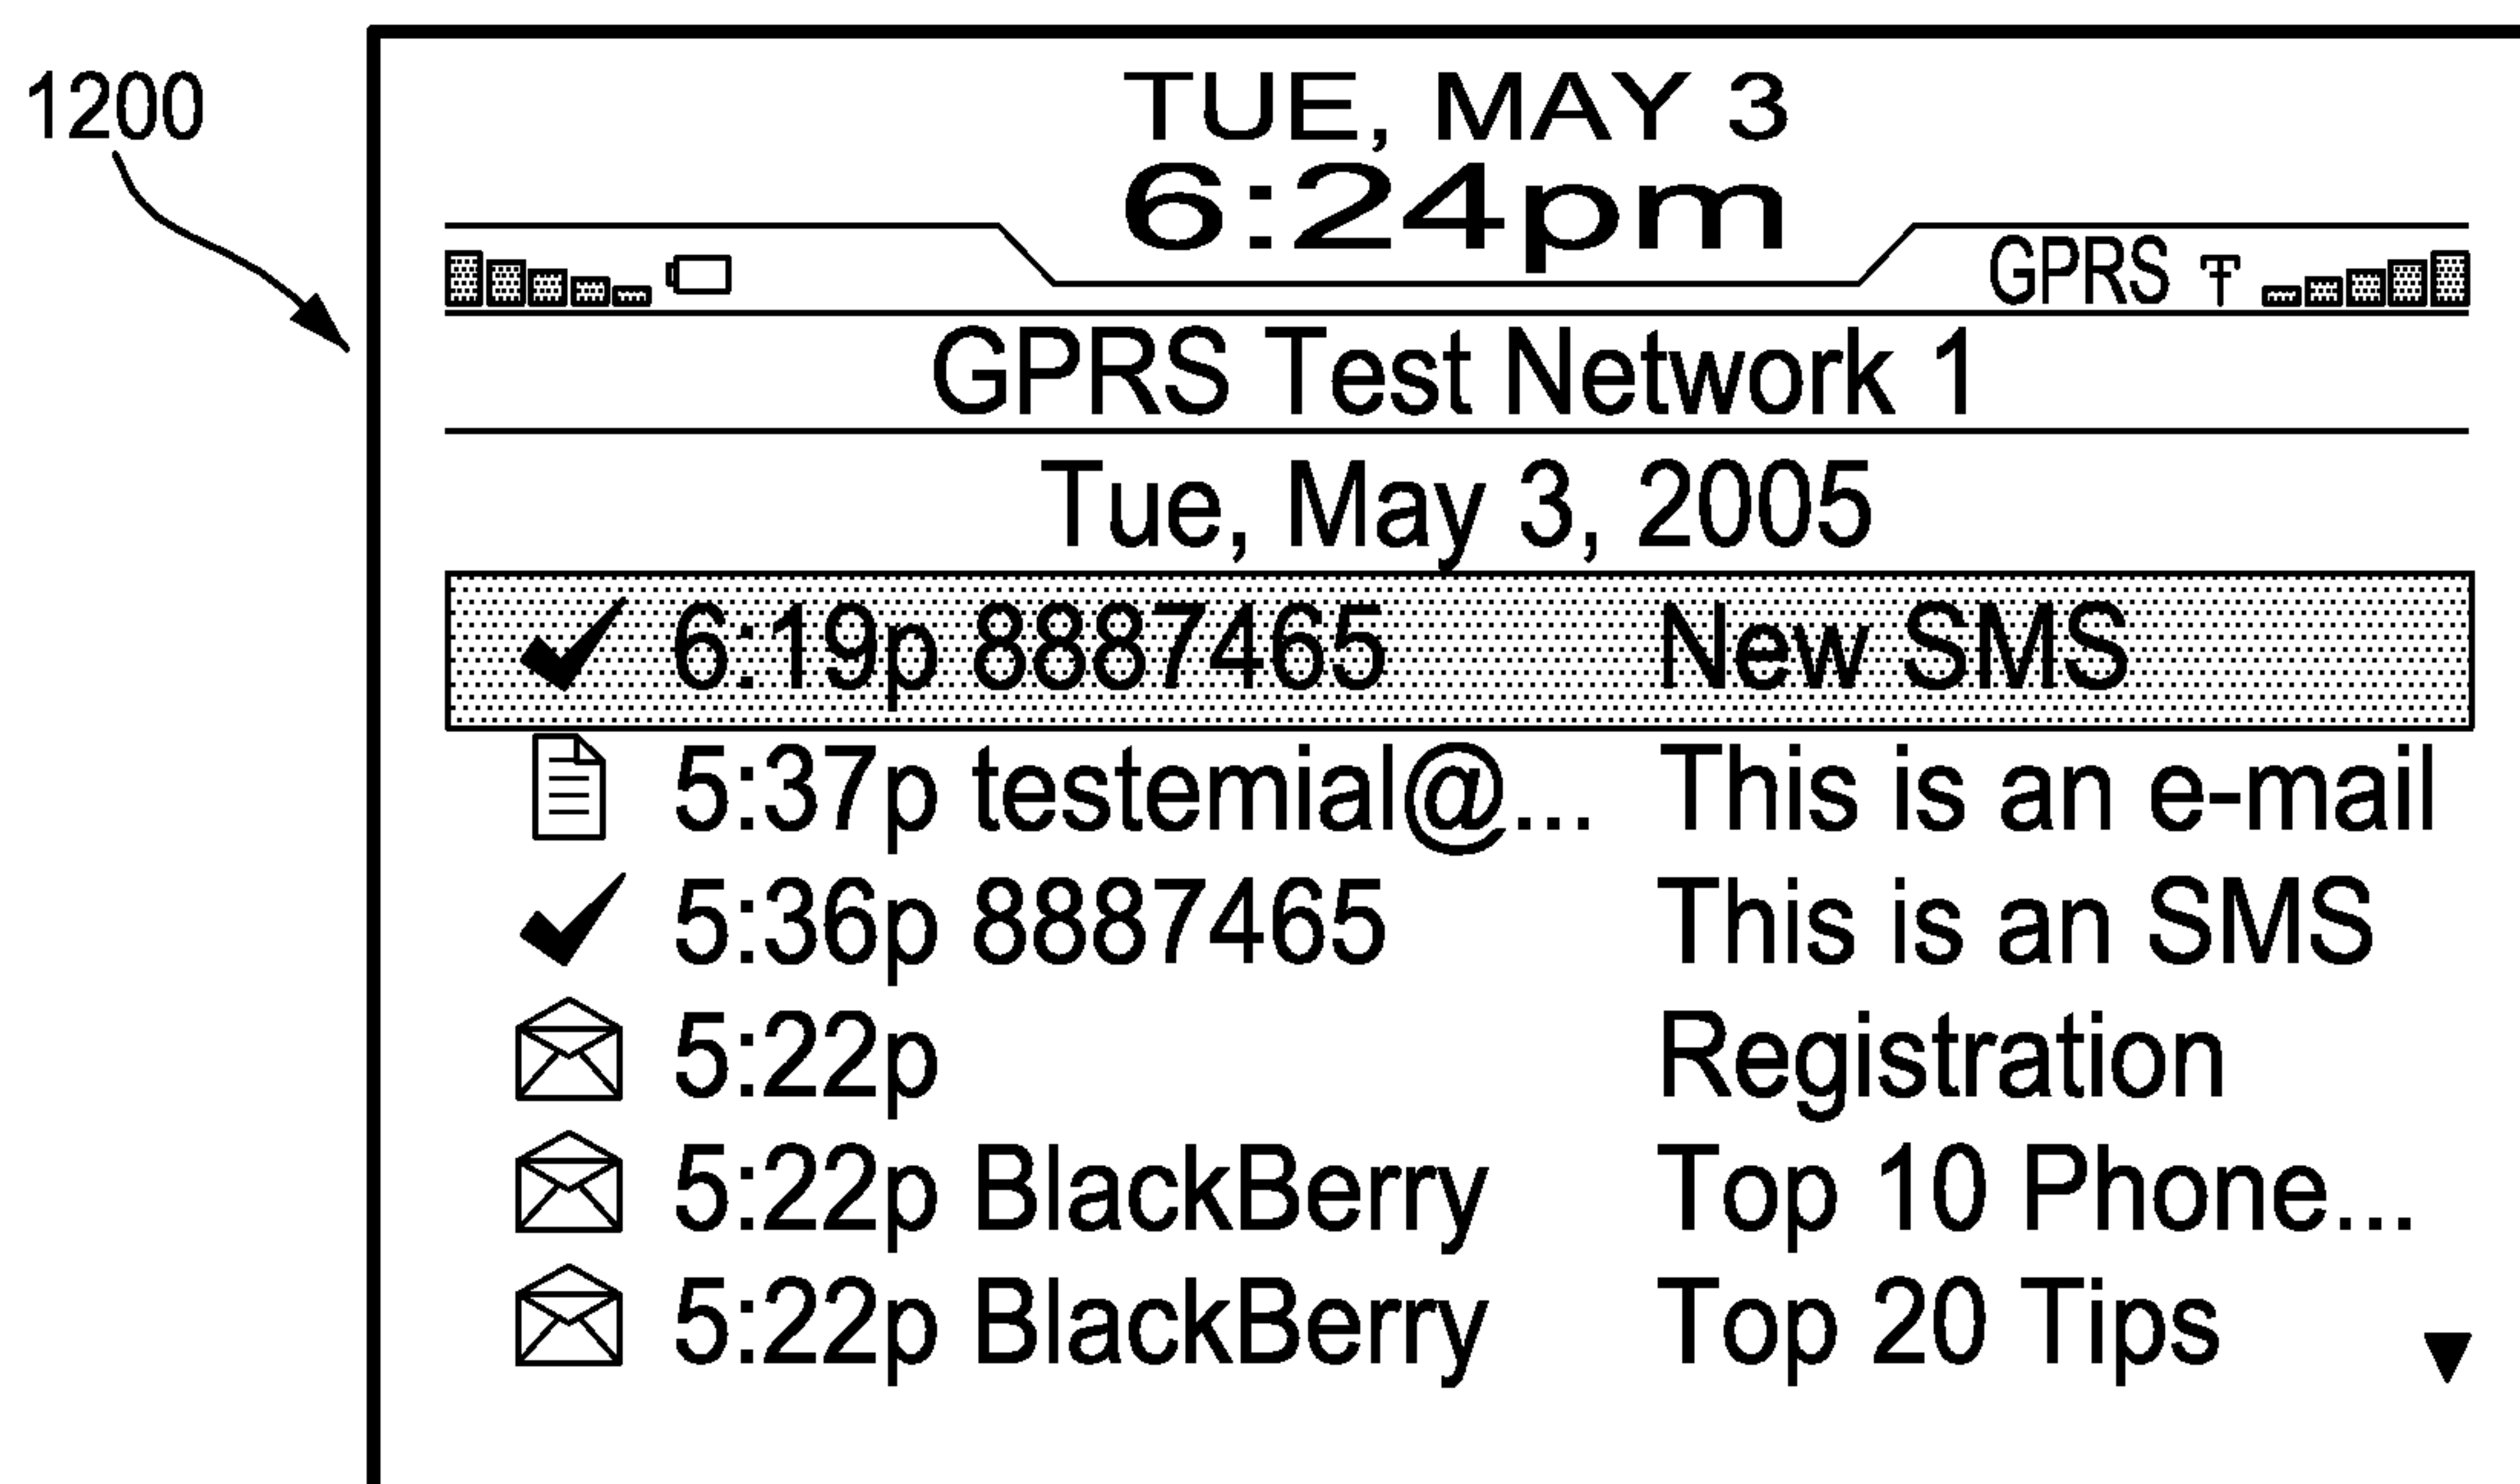 1200
TUE, MAY 3
6:24pm
GPRS
GPRS Test Network 1
Tue, May 3, 2005
6:19p 8887465 New SMS
5:37p testemial@... This is an e-mail
5:36p 8887465 This is an SMS
5:22p Registration
5:22p BlackBerry Top 10 Phone...
5:22p BlackBerry Top 20 Tips